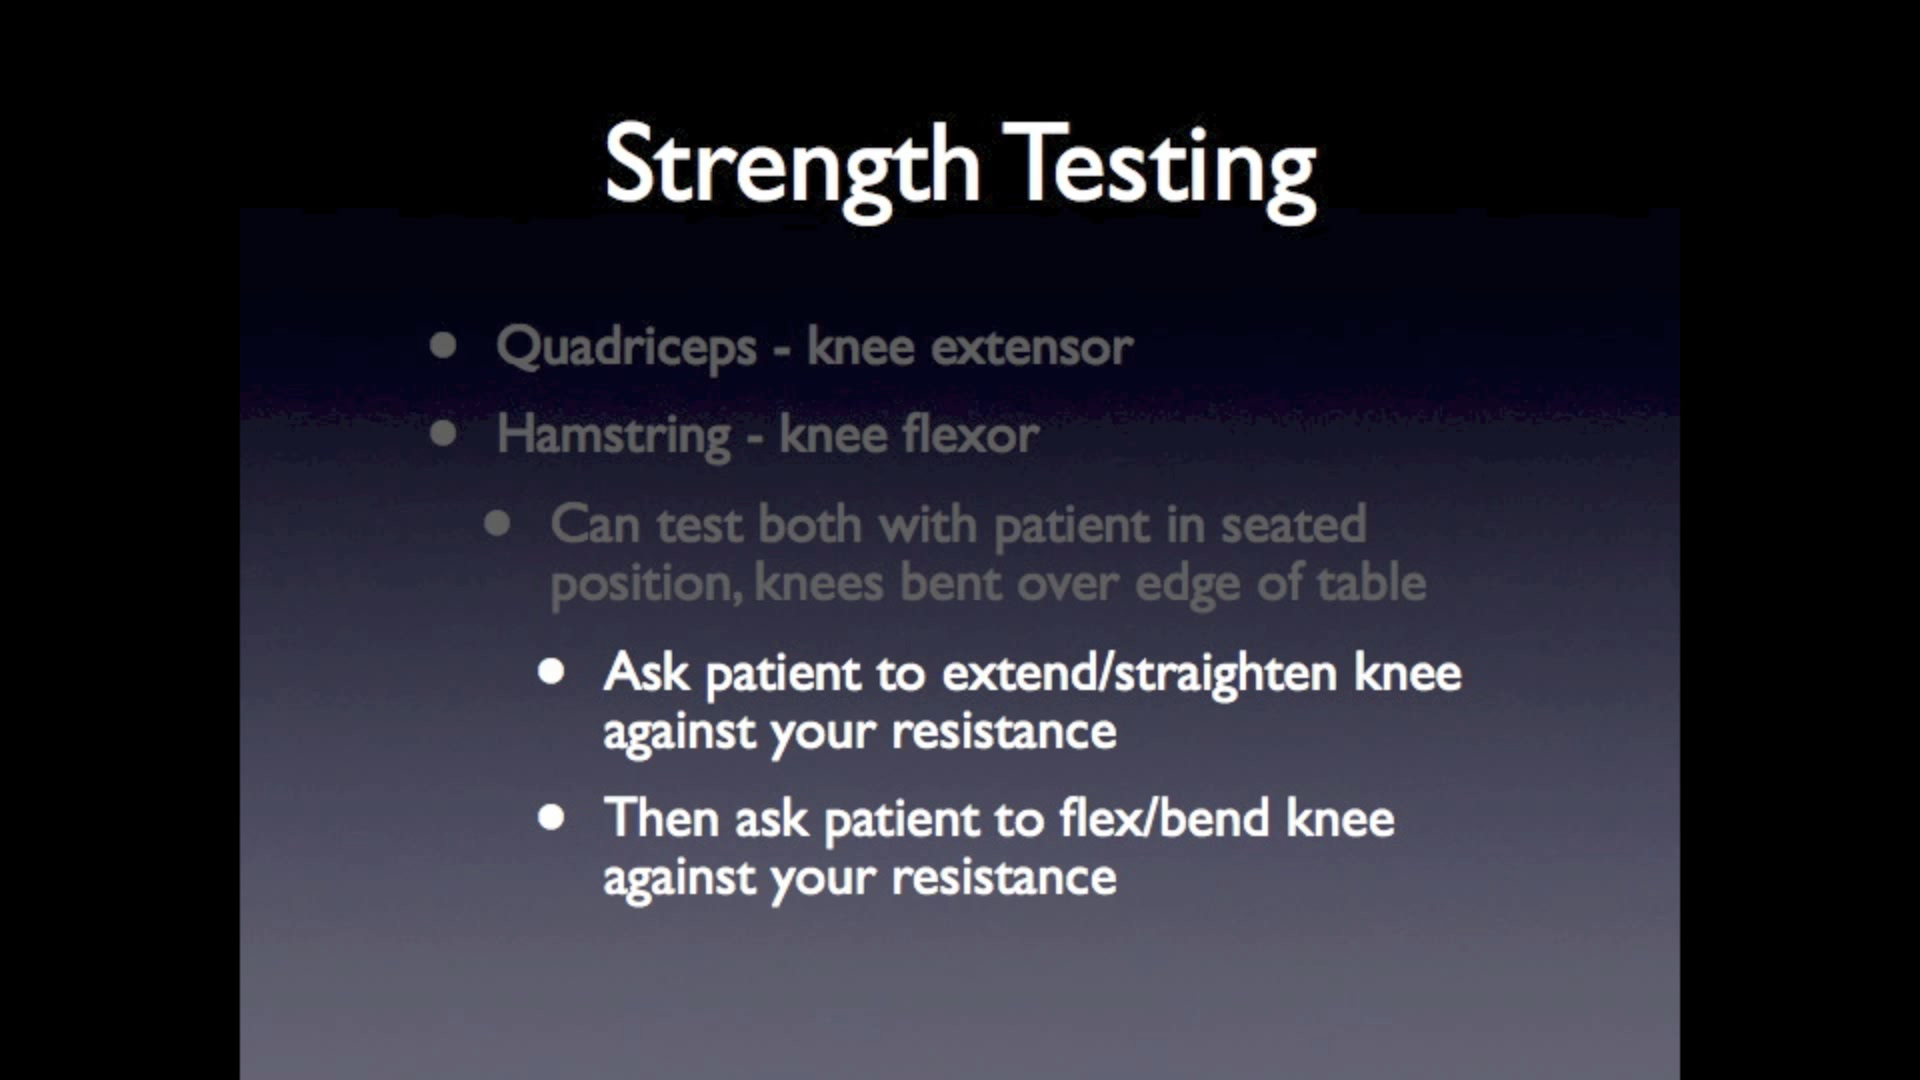 Strength Testing
• Quadriceps - knee extensor
• Hamstring - knee flexor
• Can test both with patient in seated
position, knees bent over edge of table
• Ask patient to extend/straighten knee
against your resistance
• Then ask patient to flex/bend knee
against your resistance